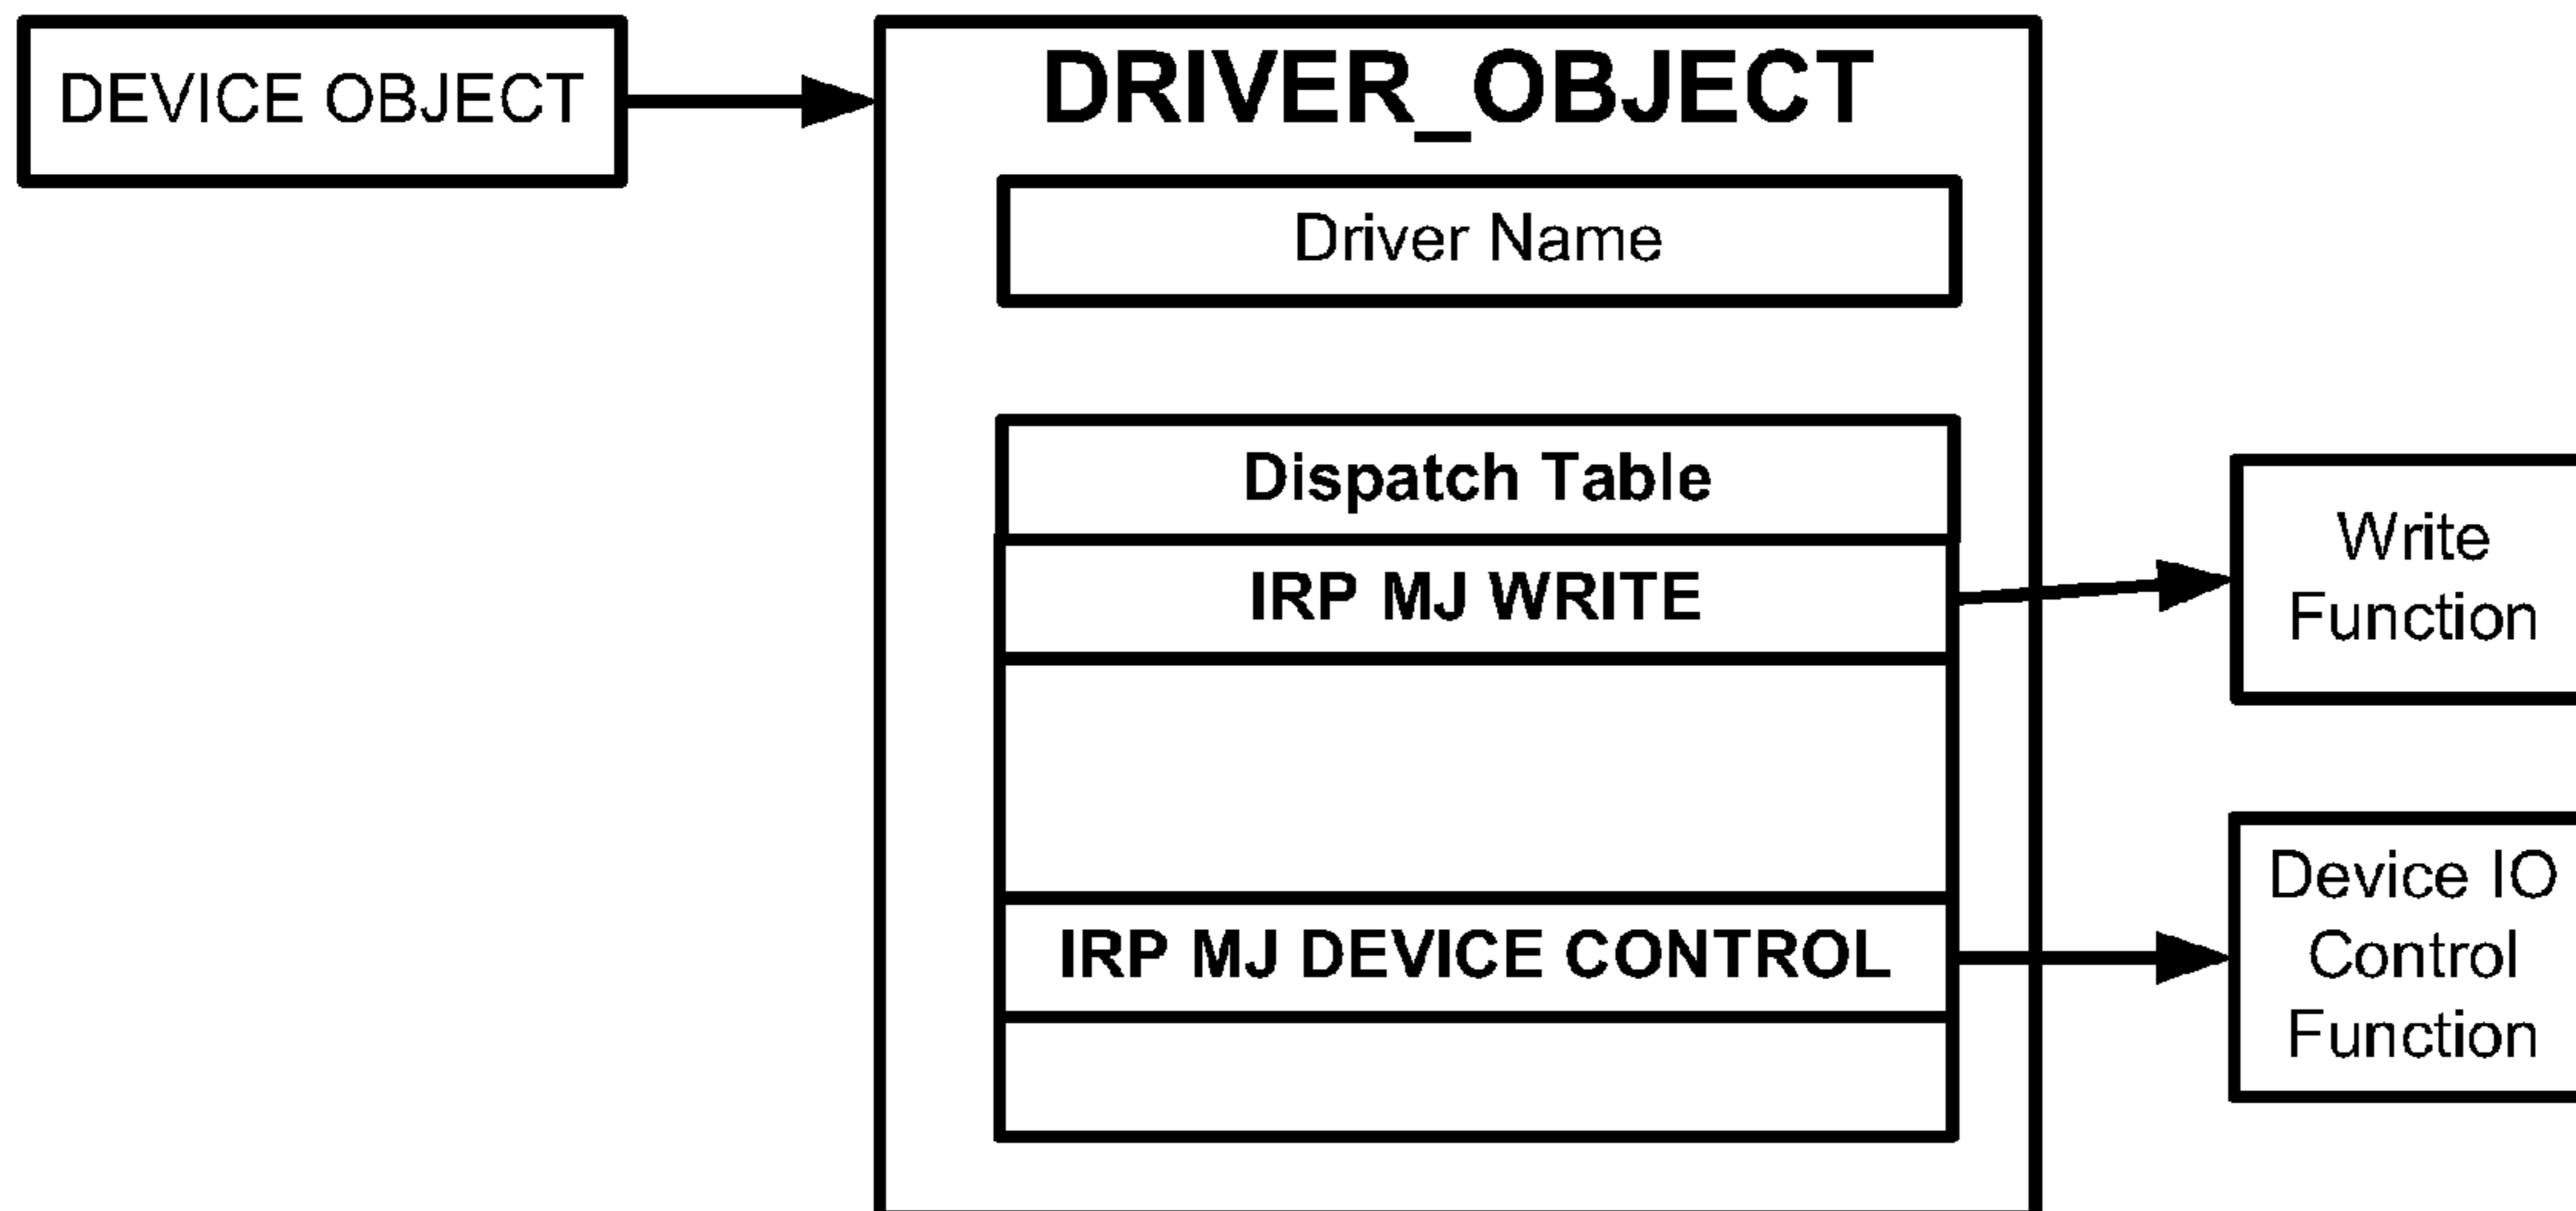 DEVICE OBJECT
DRIVER_OBJECT
Driver Name
Dispatch Table
IRP MJ WRITE
Write
Function
IRP MJ DEVICE CONTROL
Device IO
Control
Function